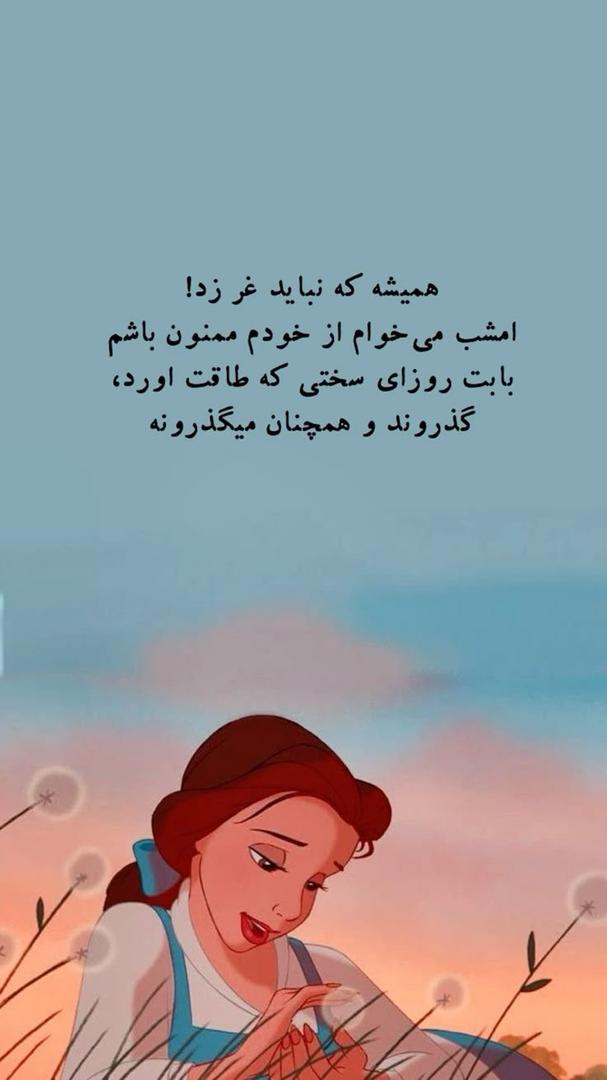 همیشه که نباید غر زد!
امشب می‌خوام از خودم ممنون باشم
بابت روزای سختی که طاقت اورد،
گذروند و همچنان میگذرونه